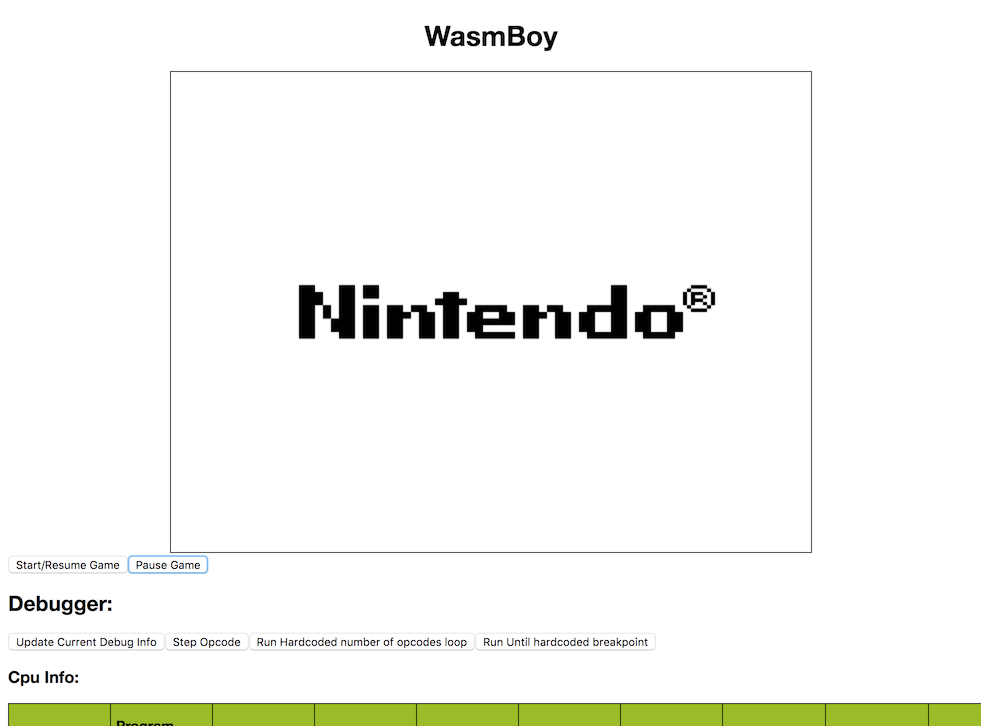 WasmBoy
Nintendo®
Start/Resume Game Pause Game
Debugger:
Update Current Debug Info Step Opcode Run Hardcoded number of opcodes loop Run Until hardcoded breakpoint
Cpu Info:
Program